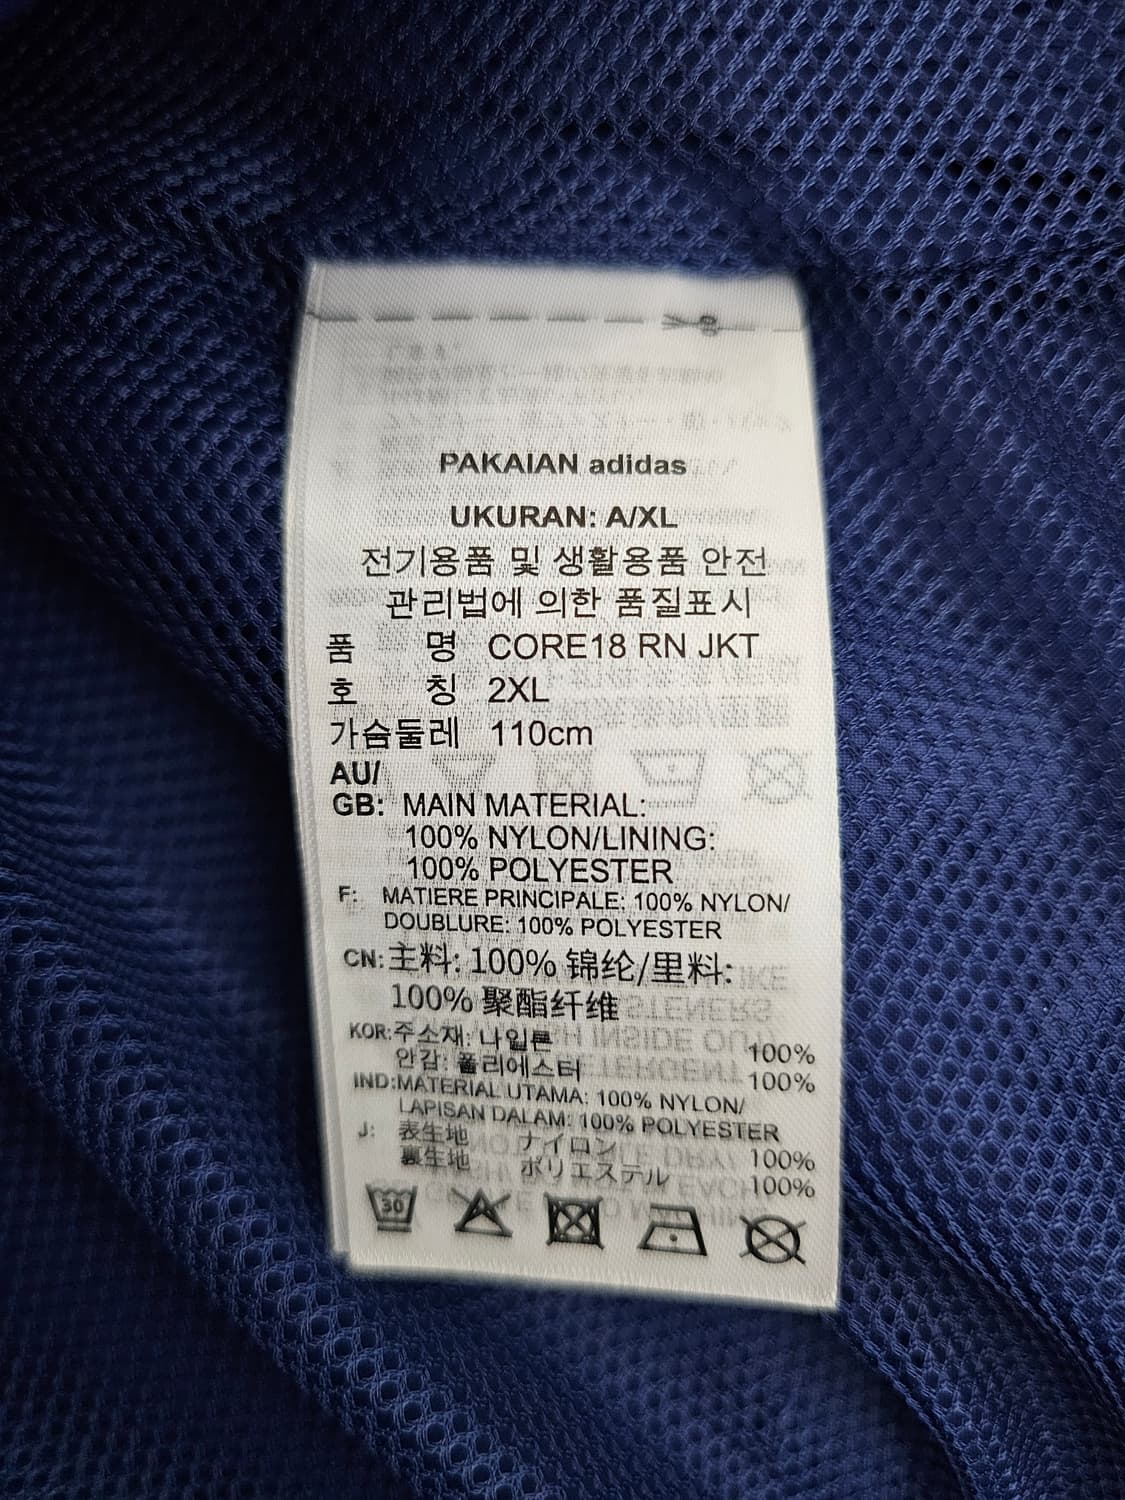 PAKAIAN adidas
UKURAN: A/XL
전기용품 및 생활용품 안전
관리법에 의한 품질표시
품 명 CORE18 RN JKT
호 칭 2XL
가슴둘레 110cm
AU/
GB: MAIN MATERIAL:
100% NYLON/LINING:
100% POLYESTER
F: MATIERE PRINCIPALE: 100% NYLON/
DOUBLURE: 100% POLYESTER
CN: 主料: 100% 锦纶/里料:
100% 聚酯纤维
KOR: 주소재: 나일론 100%
안감: 폴리에스터 100%
IND: MATERIAL UTAMA: 100% NYLON/
LAPISAN DALAM: 100% POLYESTER
J: 表生地 ナイロン 100%
裏生地 ポリエステル 100%
30